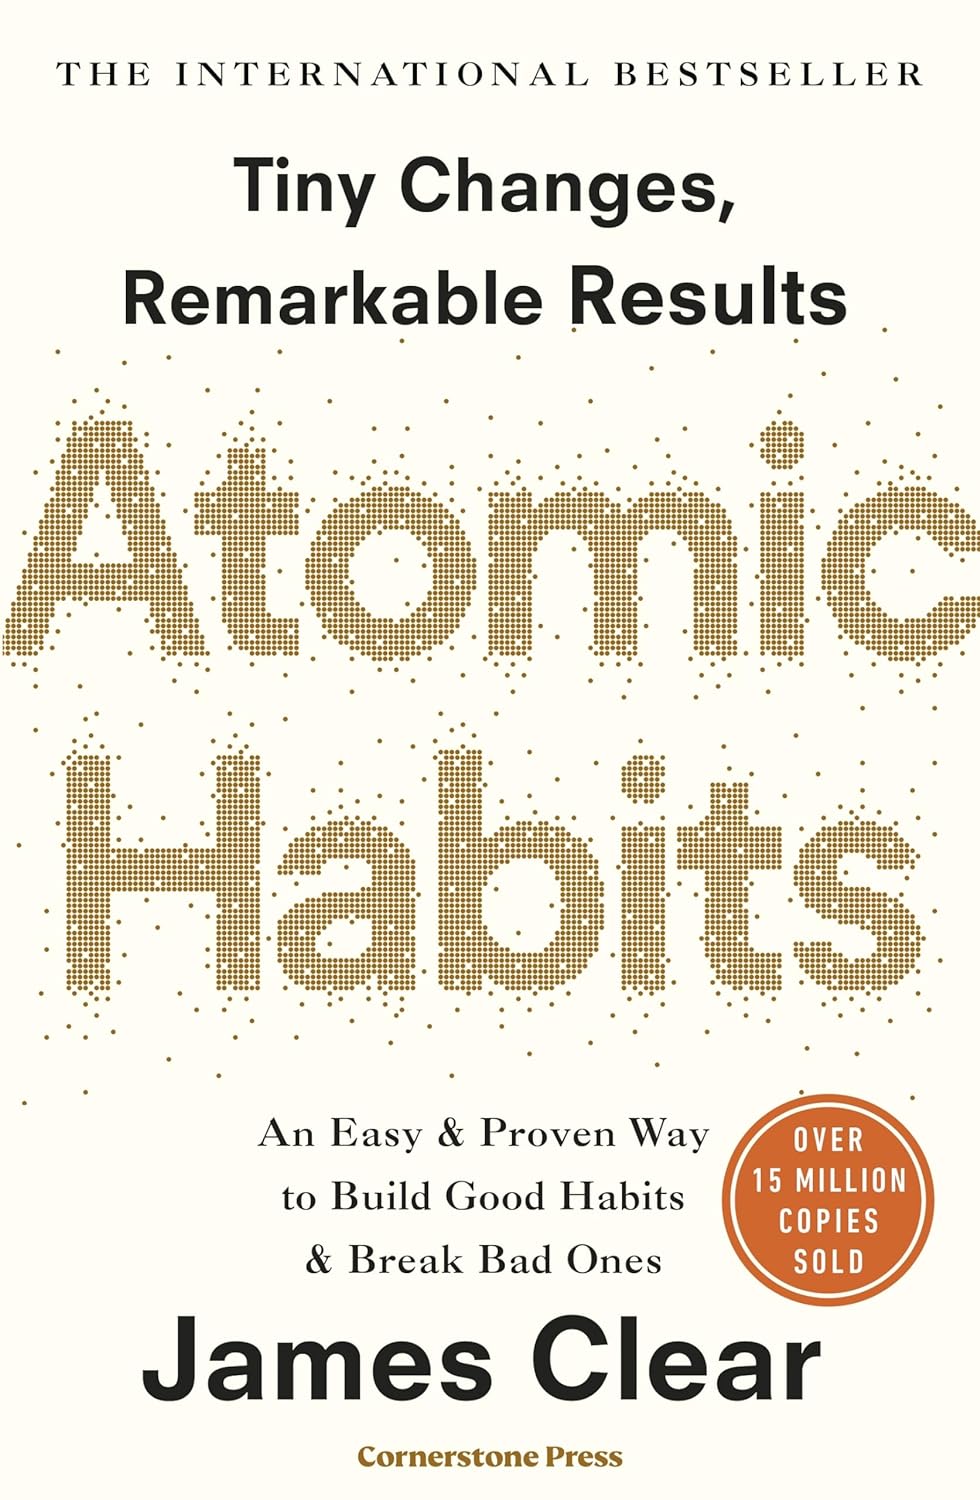 THE INTERNATIONAL BESTSELLER
Tiny Changes,
Remarkable Results
Atomic
Habits
An Easy & Proven Way
to Build Good Habits
& Break Bad Ones
OVER
15 MILLION
COPIES
SOLD
James Clear
Cornerstone Press